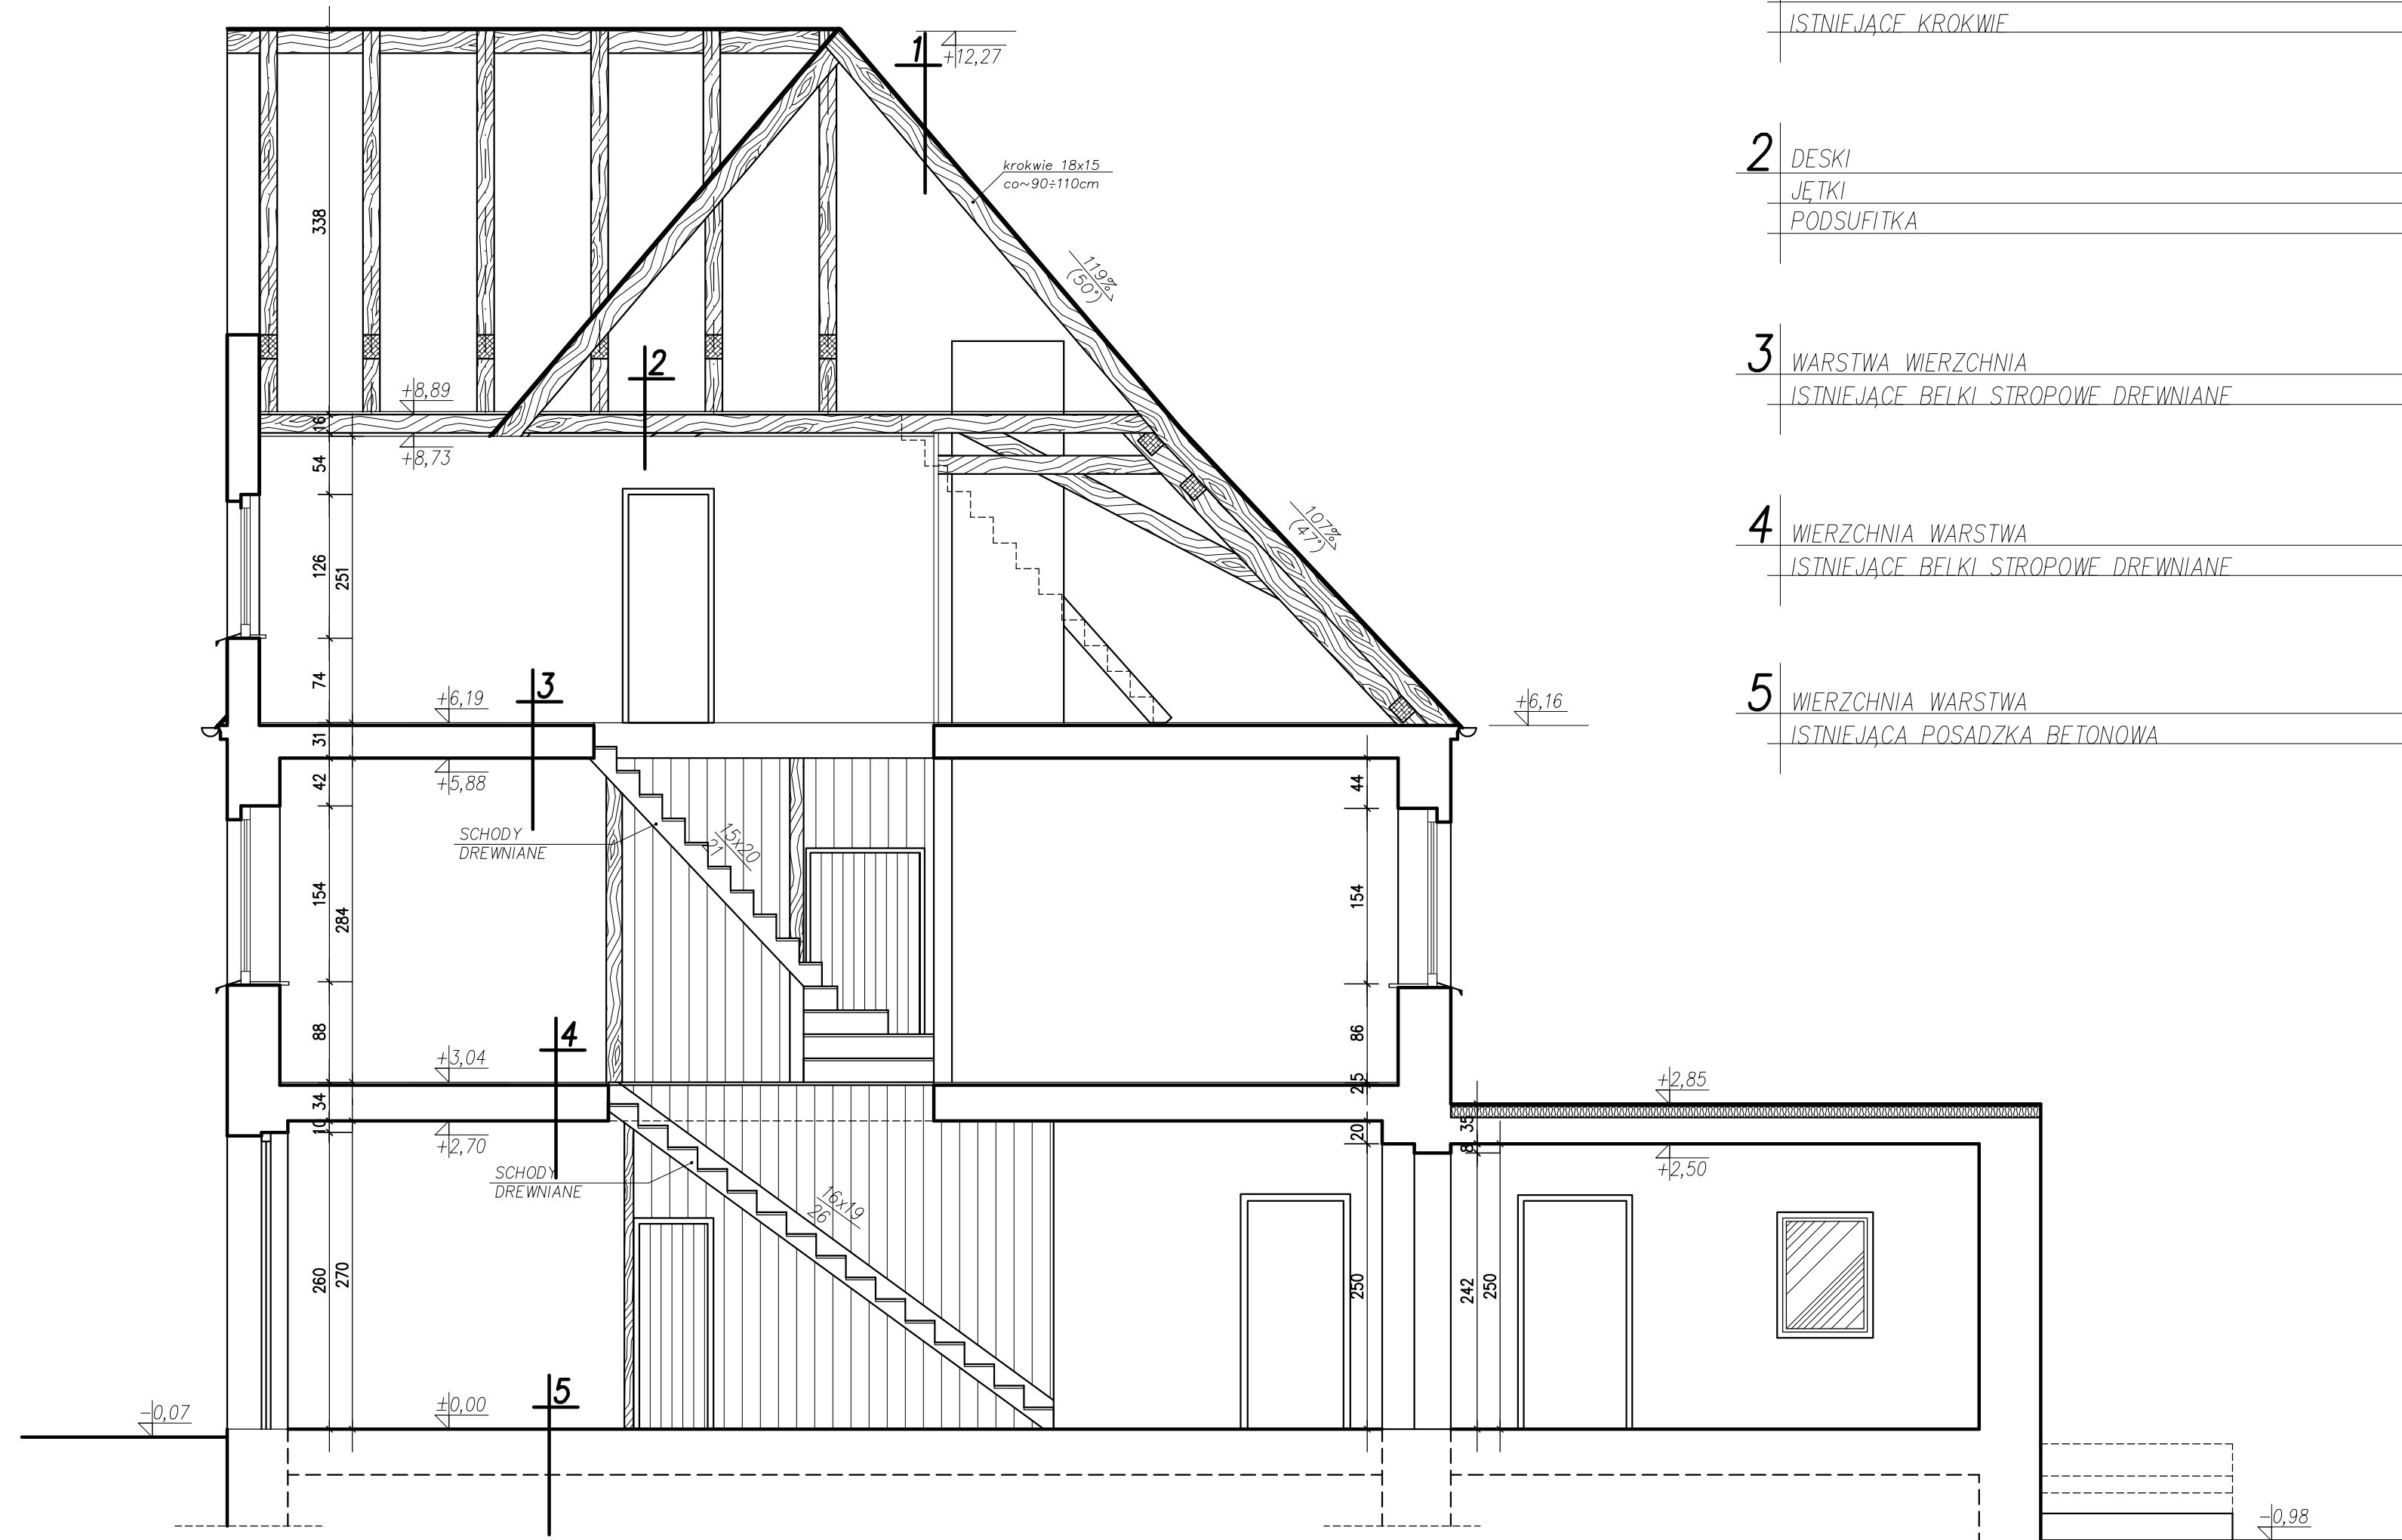 ISTNIEJĄCE KROKWIE
1
+12,27
krokwie 18x15
co~90÷110cm
2
DESKI
JĘTKI
PODSUFITKA
338
119%
(50°)
3
WARSTWA WIERZCHNIA
ISTNIEJĄCE BELKI STROPOWE DREWNIANE
2
+8,89
16
+8,73
54
126
251
74
107%
(47°)
4
WIERZCHNIA WARSTWA
ISTNIEJĄCE BELKI STROPOWE DREWNIANE
3
+6,19
+6,16
5
WIERZCHNIA WARSTWA
ISTNIEJĄCA POSADZKA BETONOWA
31
+5,88
42
44
SCHODY
DREWNIANE
15x20
21
154
284
154
88
86
4
+3,04
+2,85
34
25
10
+2,70
20
35
8
+2,50
SCHODY
DREWNIANE
16x19
26
260
270
250
242
250
5
±0,00
-0,07
-0,98